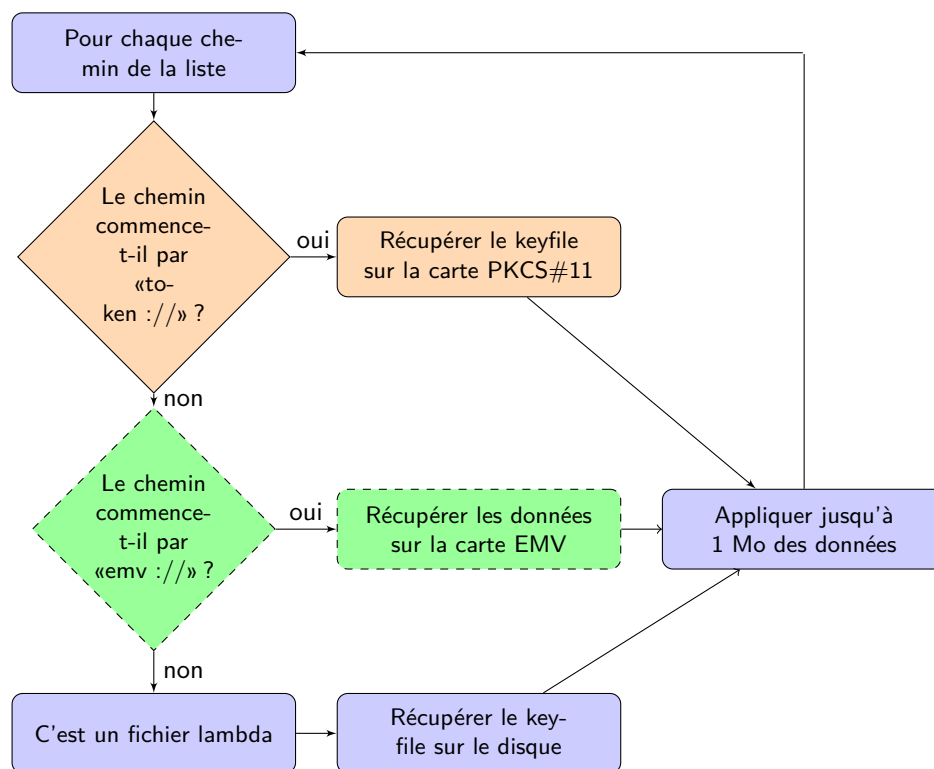 Pour chaque che-
min de la liste
Le chemin
commence-
t-il par
«to-
ken ://» ?
oui
Récupérer le keyfile
sur la carte PKCS#11
non
Le chemin
commence-
t-il par
«emv ://» ?
oui
Récupérer les données
sur la carte EMV
Appliquer jusqu'à
1 Mo des données
non
C'est un fichier lambda
Récupérer le key-
file sur le disque